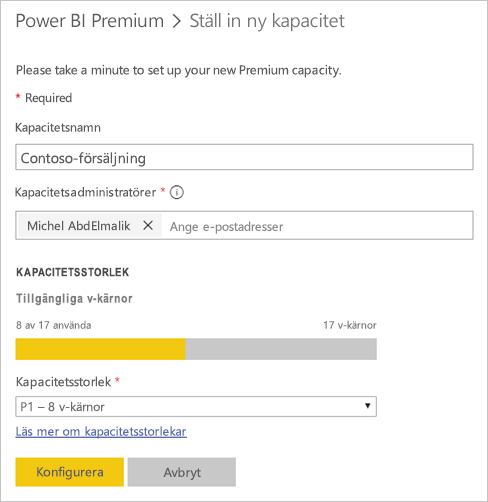 Power BI Premium > Ställ in ny kapacitet
Please take a minute to set up your new Premium capacity.
* Required
Kapacitetsnamn
Contoso-försäljning
Kapacitetsadministratörer *
Michel AbdElmalik × Ange e-postadresser
KAPACITETSSTORLEK
Tillgängliga v-kärnor
8 av 17 använda 17 v-kärnor
Kapacitetsstorlek *
P1 – 8 v-kärnor
Läs mer om kapacitetsstorlekar
Konfigurera Avbryt